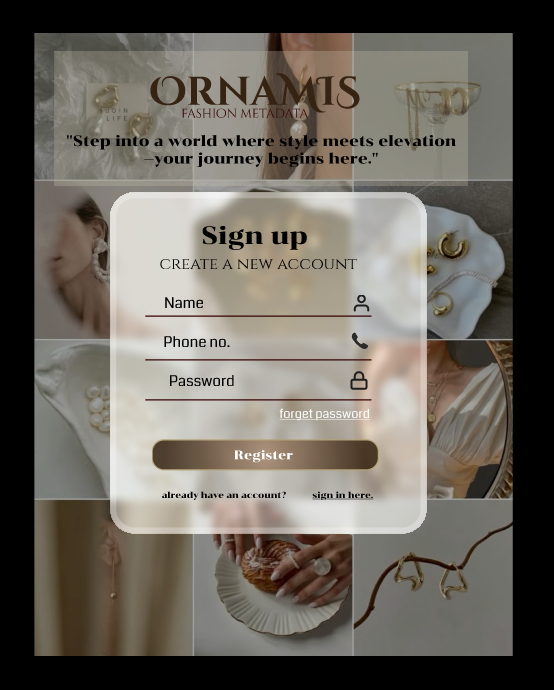 ORNAMIS
FASHION METADATA
"Step into a world where style meets elevation
—your journey begins here."
Sign up
CREATE A NEW ACCOUNT
Name
Phone no.
Password
forget password
Register
already have an account? sign in here.